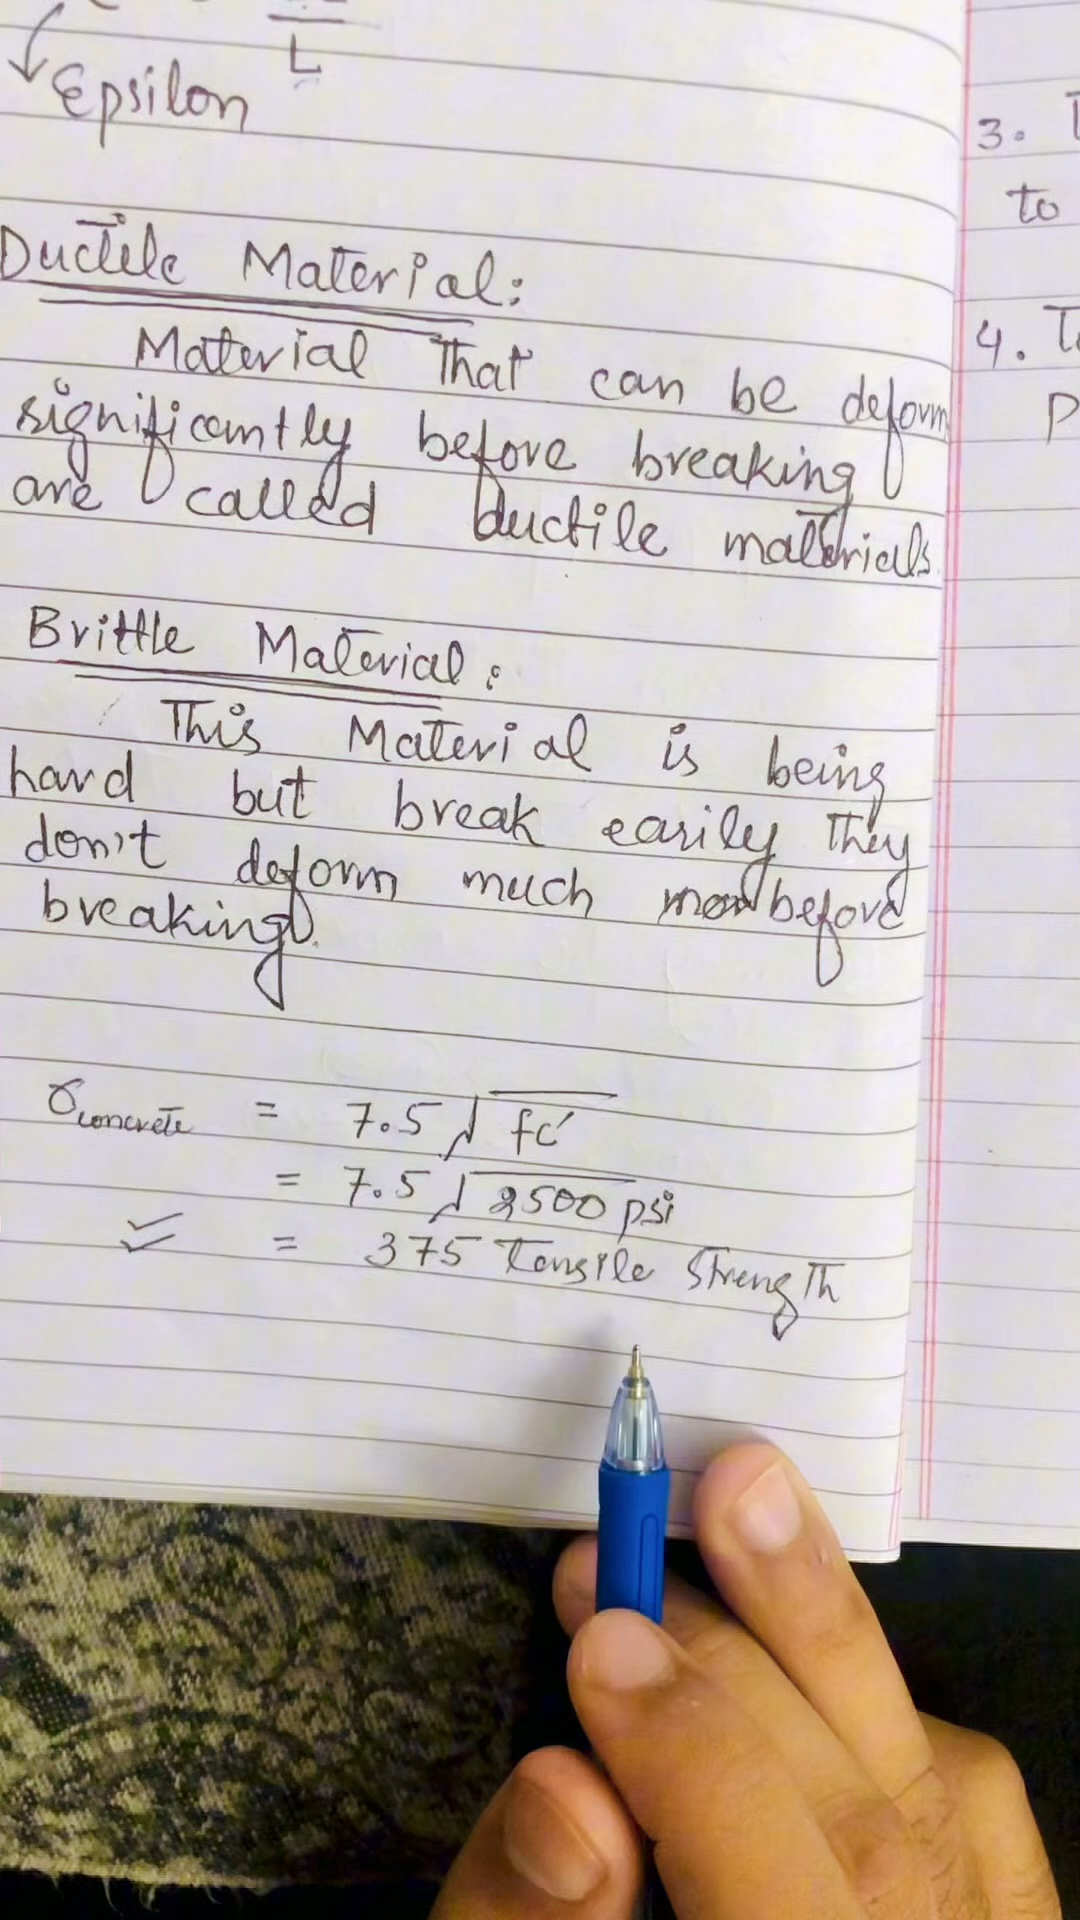 L
Epsilon
Ductile Material:
Material That can be deform
significantly before breaking
are called ductile materials.
Brittle Material:
This Material is being
hard but break easily they
don't deform much before
breaking.
σconcrete = 7.5 √fc'
= 7.5 √2500 psi
= 375 Tensile Strength
3.
to
4.
P